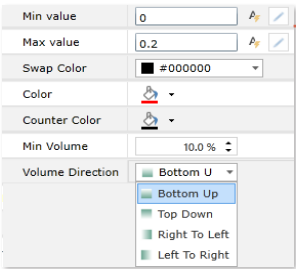 Min value 0
Max value 0.2
Swap Color #000000
Color
Counter Color
Min Volume 10.0 %
Volume Direction Bottom U
Bottom Up
Top Down
Right To Left
Left To Right